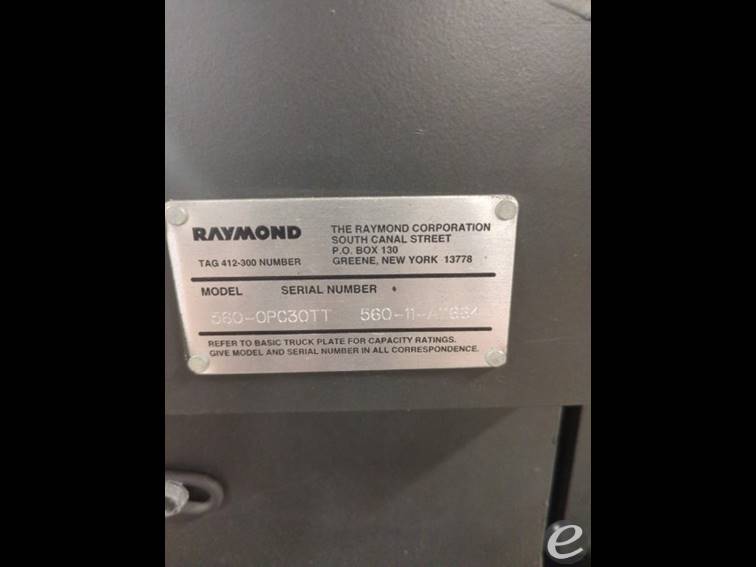 RAYMOND
THE RAYMOND CORPORATION
SOUTH CANAL STREET
P.O. BOX 130
GREENE, NEW YORK 13778
TAG 412-300 NUMBER
MODEL SERIAL NUMBER
560-OPC30TT
REFER TO BASIC TRUCK PLATE FOR CAPACITY RATINGS.
GIVE MODEL AND SERIAL NUMBER IN ALL CORRESPONDENCE.
e